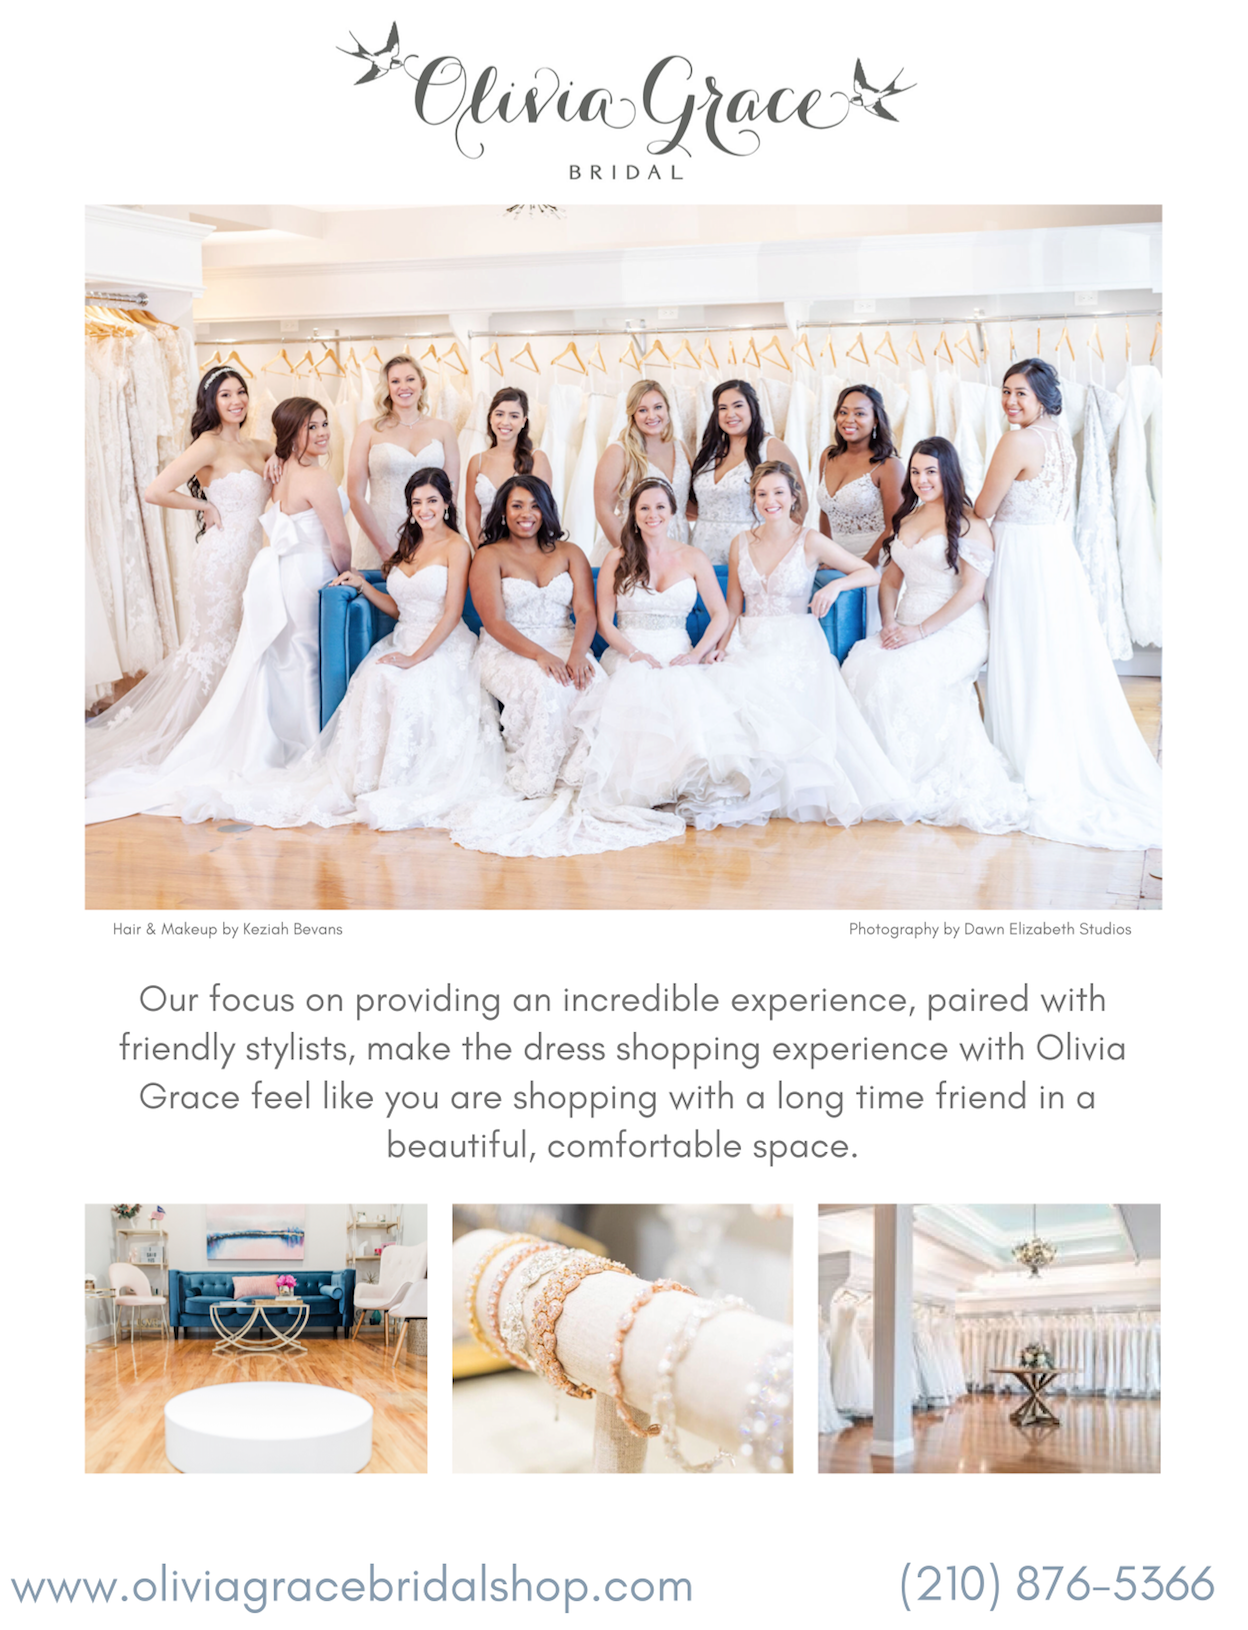 Olivia Grace
BRIDAL
Hair & Makeup by Keziah Bevans
Photography by Dawn Elizabeth Studios
Our focus on providing an incredible experience, paired with
friendly stylists, make the dress shopping experience with Olivia
Grace feel like you are shopping with a long time friend in a
beautiful, comfortable space.
www.oliviagracebridalshop.com
(210) 876-5366